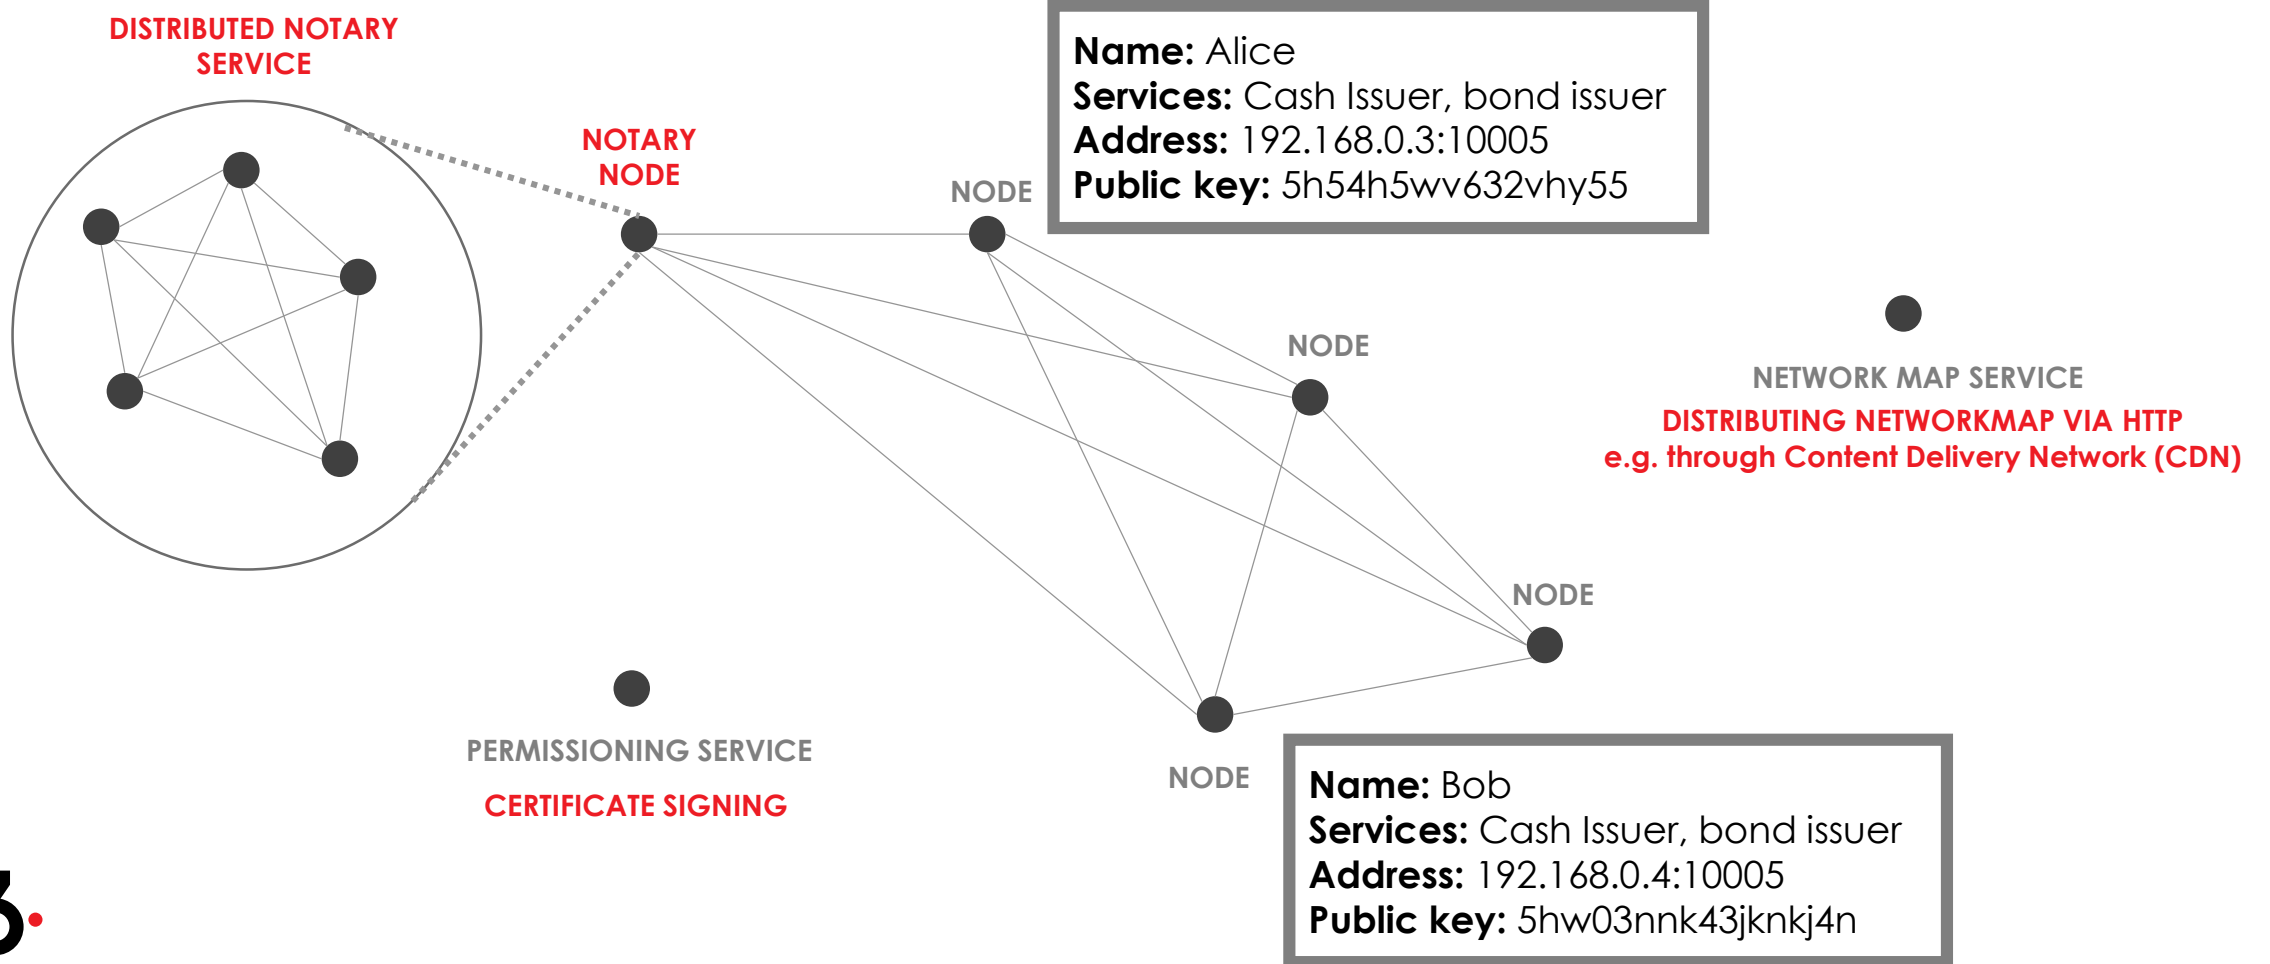 DISTRIBUTED NOTARY
SERVICE
NOTARY
NODE
NODE
Name: Alice
Services: Cash Issuer, bond issuer
Address: 192.168.0.3:10005
Public key: 5h54h5wv632vhy55
NODE
NETWORK MAP SERVICE
DISTRIBUTING NETWORKMAP VIA HTTP
e.g. through Content Delivery Network (CDN)
NODE
PERMISSIONING SERVICE
CERTIFICATE SIGNING
NODE
Name: Bob
Services: Cash Issuer, bond issuer
Address: 192.168.0.4:10005
Public key: 5hw03nnk43jknkj4n